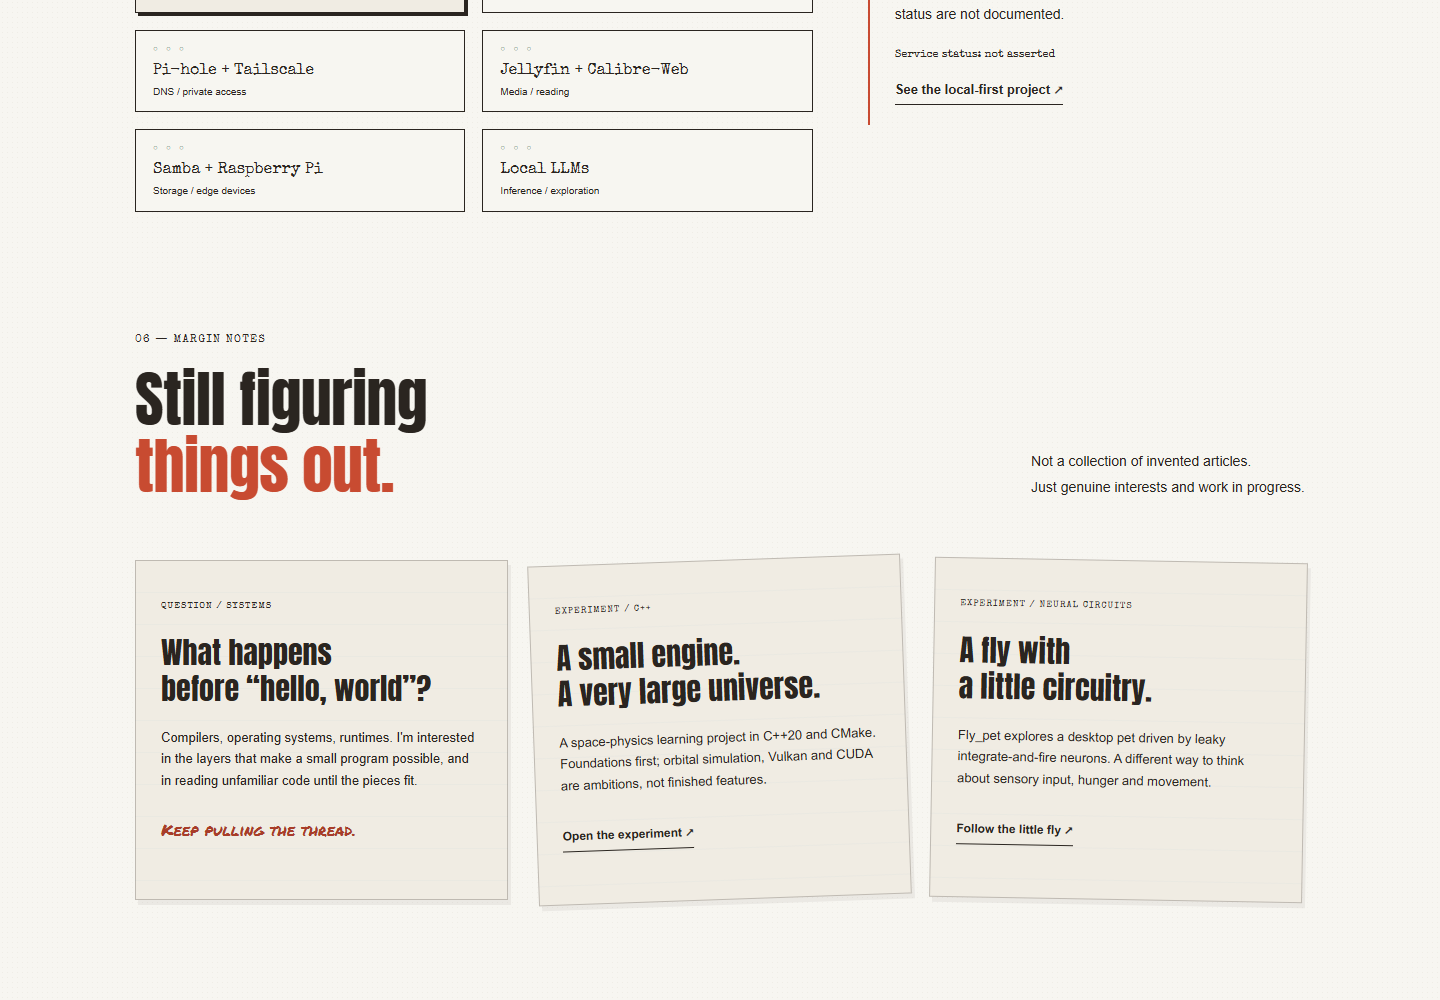 status are not documented.
Service status: not asserted
See the local-first project ↗
Pi-hole + Tailscale
DNS / private access
Jellyfin + Calibre-Web
Media / reading
Samba + Raspberry Pi
Storage / edge devices
Local LLMs
Inference / exploration
06 — MARGIN NOTES
Still figuring
things out.
Not a collection of invented articles.
Just genuine interests and work in progress.
QUESTION / SYSTEMS
What happens
before “hello, world”?
Compilers, operating systems, runtimes. I'm interested
in the layers that make a small program possible, and
in reading unfamiliar code until the pieces fit.
KEEP PULLING THE THREAD.
EXPERIMENT / C++
A small engine.
A very large universe.
A space-physics learning project in C++20 and CMake.
Foundations first; orbital simulation, Vulkan and CUDA
are ambitions, not finished features.
Open the experiment ↗
EXPERIMENT / NEURAL CIRCUITS
A fly with
a little circuitry.
Fly_pet explores a desktop pet driven by leaky
integrate-and-fire neurons. A different way to think
about sensory input, hunger and movement.
Follow the little fly ↗